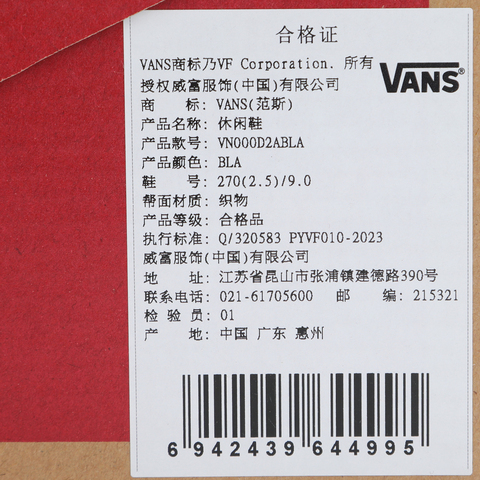 合格证
VANS商标乃VF Corporation. 所有
授权威富服饰(中国)有限公司
VANS®
商 标: VANS(范斯)
产品名称: 休闲鞋
产品款号: VN000D2ABLA
产品颜色: BLA
鞋 号: 270(2.5)/9.0
帮面材质: 织物
产品等级: 合格品
执行标准: Q/320583 PYVF010-2023
威富服饰(中国)有限公司
地 址: 江苏省昆山市张浦镇建德路390号
联系电话: 021-61705600 邮 编: 215321
检 验 员: 01
产 地: 中国 广东 惠州
6 942439 644995